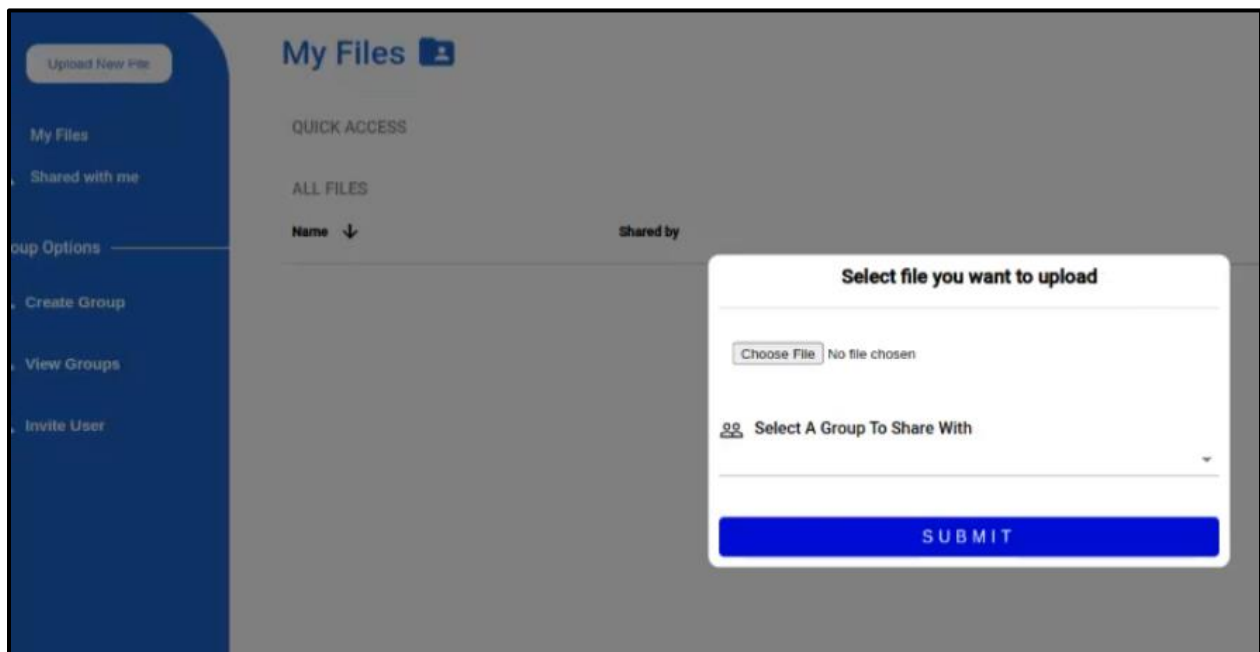 Upload New File
My Files
Shared with me
oup Options
Create Group
View Groups
Invite User
My Files
QUICK ACCESS
ALL FILES
Name
Shared by
Select file you want to upload
Choose File No file chosen
Select A Group To Share With
SUBMIT